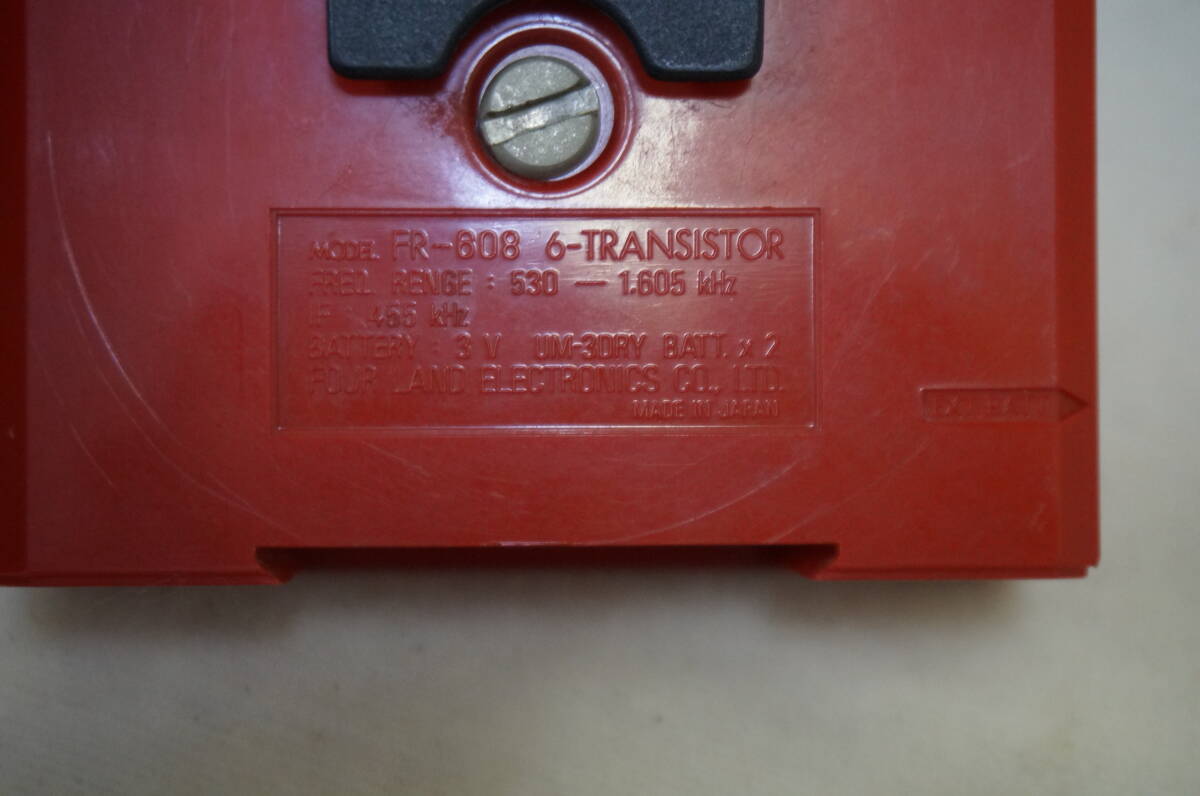 MODEL FR-608 6-TRANSISTOR
FREQ. RENGE : 530 — 1,605 kHz
I.F. 455 kHz
BATTERY : 3 V UM-3DRY BATT. x 2
FOUR LAND ELECTRONICS CO., LTD.
MADE IN JAPAN